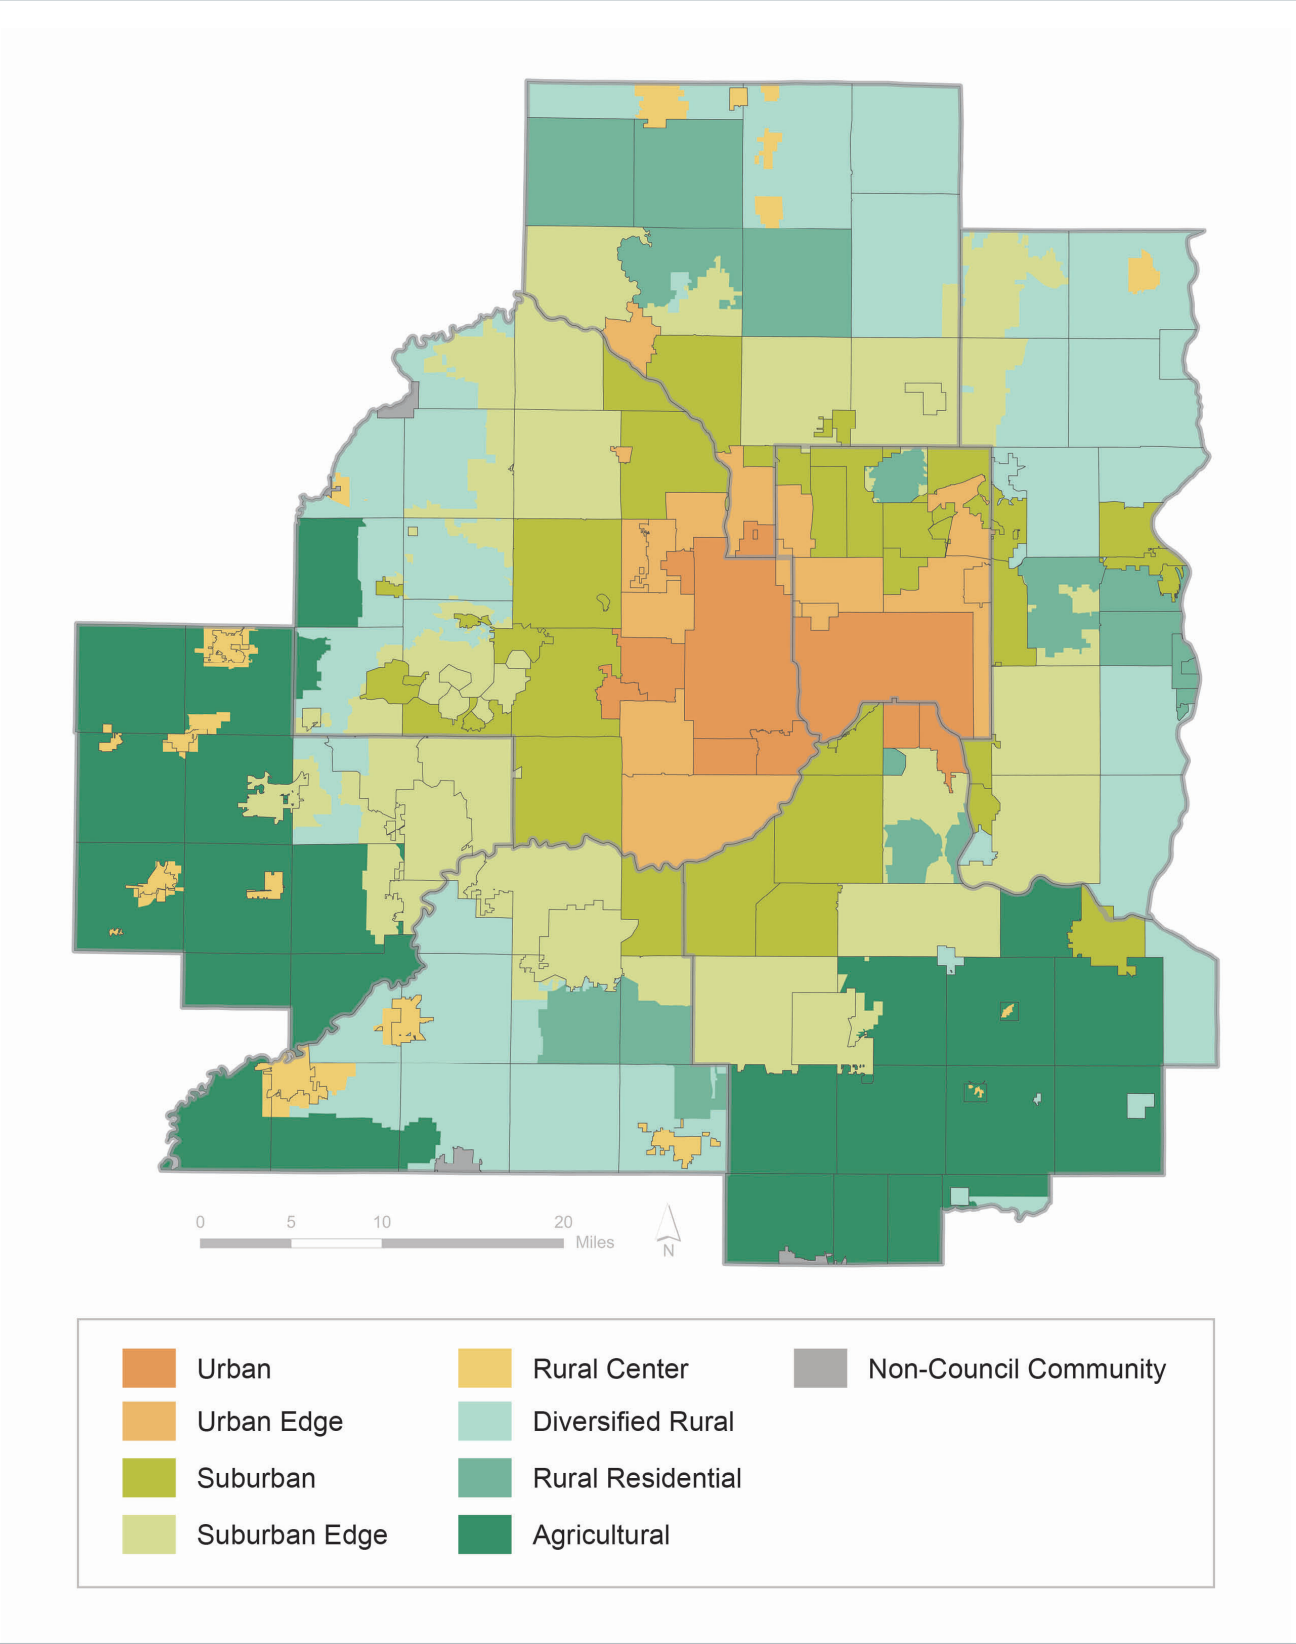 0 5 10 20
Miles
N
Urban
Rural Center
Non-Council Community
Urban Edge
Diversified Rural
Suburban
Rural Residential
Suburban Edge
Agricultural